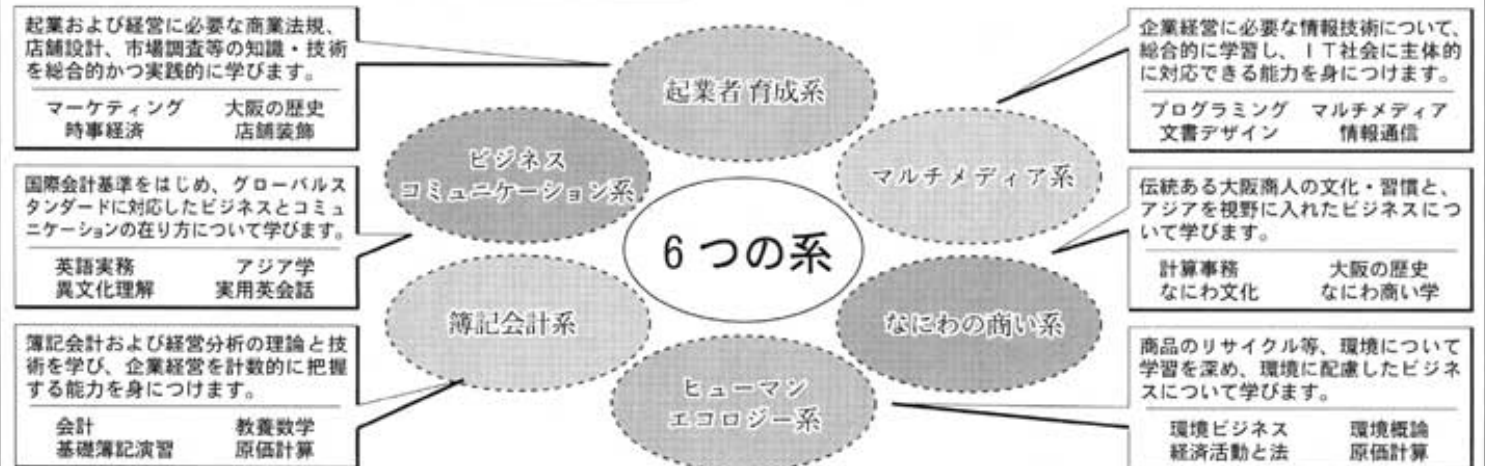 起業および経営に必要な商業法規、
店舗設計、市場調査等の知識・技術
を総合的かつ実践的に学びます。
マーケティング 大阪の歴史
時事経済 店舗装飾
国際会計基準をはじめ、グローバルス
タンダードに対応したビジネスとコミュ
ニケーションの在り方について学びます。
英語実務 アジア学
異文化理解 実用英会話
簿記会計および経営分析の理論と技
術を学び、企業経営を計数的に把握
する能力を身につけます。
会計 教養数学
基礎簿記演習 原価計算
起業者育成系
ビジネス
コミュニケーション系
マルチメディア系
6つの系
簿記会計系
なにわの商い系
ヒューマン
エコロジー系
企業経営に必要な情報技術について、
総合的に学習し、IT社会に主体的
に対応できる能力を身につけます。
プログラミング マルチメディア
文書デザイン 情報通信
伝統ある大阪商人の文化・習慣と、
アジアを視野に入れたビジネスにつ
いて学びます。
計算事務 大阪の歴史
なにわ文化 なにわ商い学
商品のリサイクル等、環境について
学習を深め、環境に配慮したビジネ
スについて学びます。
環境ビジネス 環境概論
経済活動と法 原価計算